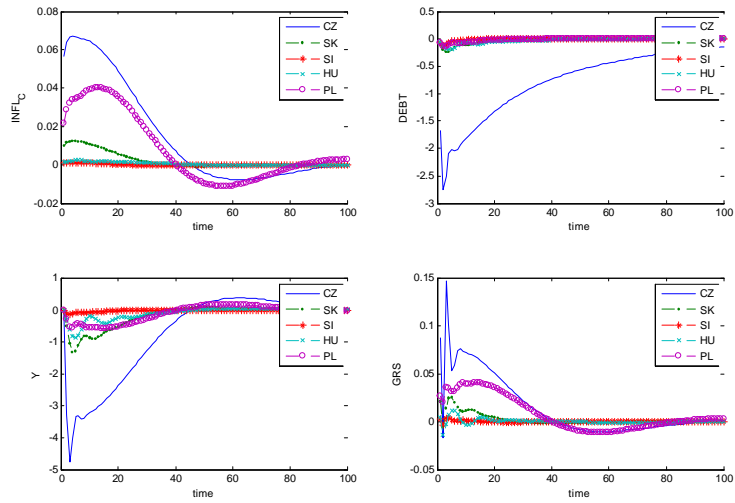 0.08
0.06
0.04
0.02
0
-0.02
INFL_C
0 20 40 60 80 100
time
CZ
SK
SI
HU
PL
0.5
0
-0.5
-1
-1.5
-2
-2.5
-3
DEBT
0 20 40 60 80 100
time
CZ
SK
SI
HU
PL
1
0
-1
-2
-3
-4
-5
Y
0 20 40 60 80 100
time
CZ
SK
SI
HU
PL
0.15
0.1
0.05
0
-0.05
GRS
0 20 40 60 80 100
time
CZ
SK
SI
HU
PL